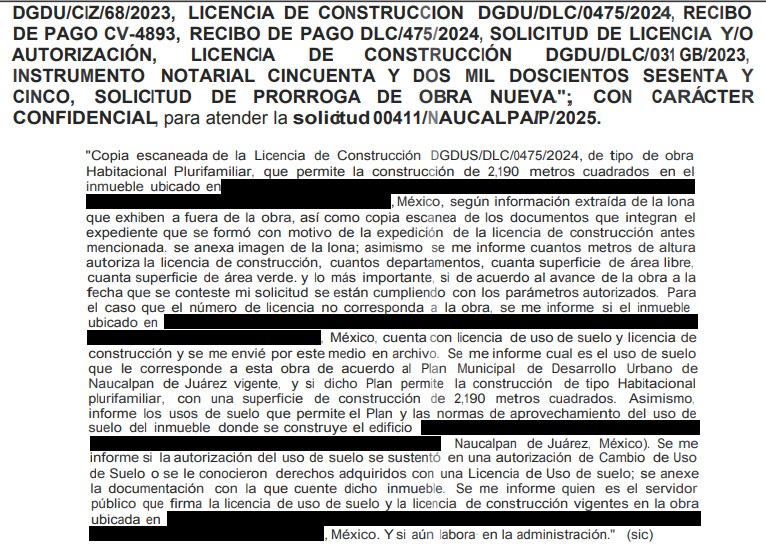 DGDU/CIZ/68/2023, LICENCIA DE CONSTRUCCION DGDU/DLC/0475/2024, RECIBO
DE PAGO CV-4893, RECIBO DE PAGO DLC/475/2024, SOLICITUD DE LICENCIA Y/O
AUTORIZACIÓN, LICENCIA DE CONSTRUCCIÓN DGDU/DLC/031 GB/2023,
INSTRUMENTO NOTARIAL CINCUENTA Y DOS MIL DOSCIENTOS SESENTA Y
CINCO, SOLICITUD DE PRORROGA DE OBRA NUEVA"; CON CARÁCTER
CONFIDENCIAL, para atender la solicitud 00411/NAUCALPA/IP/2025.
"Copia escaneada de la Licencia de Construcción DGDUS/DLC/0475/2024, de tipo de obra
Habitacional Plurifamiliar, que permite la construcción de 2,190 metros cuadrados en el
inmueble ubicado en
, México, según información extraída de la lona
que exhiben a fuera de la obra, así como copia escanea de los documentos que integran el
expediente que se formó con motivo de la expedición de la licencia de construcción antes
mencionada. se anexa imagen de la lona; asimismo se me informe cuantos metros de altura
autoriza la licencia de construcción, cuantos departamentos, cuanta superficie de área libre,
cuanta superficie de área verde. y lo más importante, si de acuerdo al avance de la obra a la
fecha que se conteste mi solicitud se están cumpliendo con los parámetros autorizados. Para
el caso que el número de licencia no corresponda a la obra, se me informe si el inmueble
ubicado en
, México, cuenta con licencia de uso de suelo y licencia de
construcción y se me envié por este medio en archivo. Se me informe cual es el uso de suelo
que le corresponde a esta obra de acuerdo al Plan Municipal de Desarrollo Urbano de
Naucalpan de Juárez vigente, y si dicho Plan permite la construcción de tipo Habitacional
plurifamiliar, con una superficie de construcción de 2,190 metros cuadrados. Asimismo,
informe los usos de suelo que permite el Plan y las normas de aprovechamiento del uso de
suelo del inmueble donde se construye el edificio
Naucalpan de Juárez, México). Se me
informe si la autorización del uso de suelo se sustentó en una autorización de Cambio de Uso
de Suelo o se le conocieron derechos adquiridos con una Licencia de Uso de suelo; se anexe
la documentación con la que cuente dicho inmueble. Se me informe quien es el servidor
público que firma la licencia de uso de suelo y la licencia de construcción vigentes en la obra
ubicada en
, México. Y si aún labora en la administración." (sic)